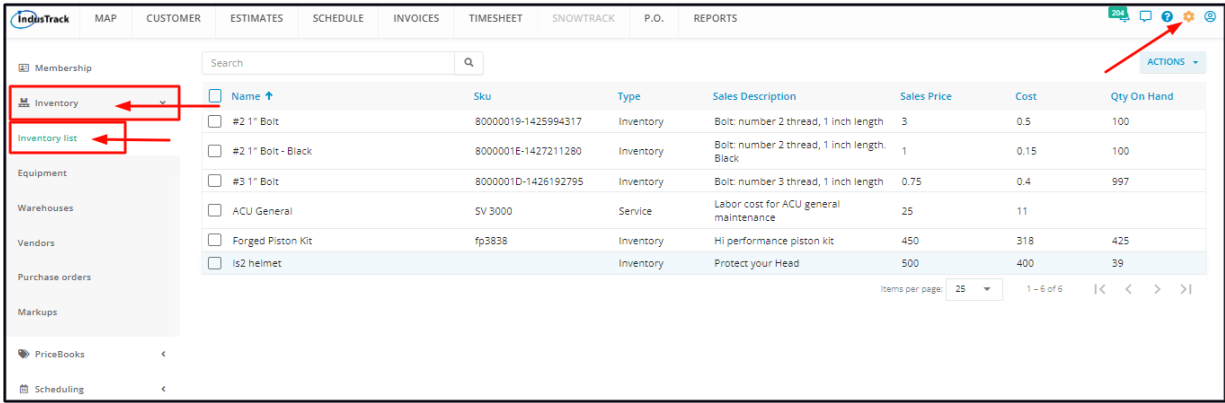 IndusTrack MAP CUSTOMER ESTIMATES SCHEDULE INVOICES TIMESHEET SNOWTRACK P.O. REPORTS 204 ?
Membership
Inventory
Inventory list
Equipment
Warehouses
Vendors
Purchase orders
Markups
PriceBooks
Scheduling
Search ACTIONS
Name Sku Type Sales Description Sales Price Cost Qty On Hand
#2 1" Bolt 80000019-1425994317 Inventory Bolt: number 2 thread, 1 inch length 3 0.5 100
#2 1" Bolt - Black 8000001E-1427211280 Inventory Bolt: number 2 thread, 1 inch length. 1 0.15 100
Black
#3 1" Bolt 8000001D-1426192795 Inventory Bolt: number 3 thread, 1 inch length 0.75 0.4 997
ACU General SV 3000 Service Labor cost for ACU general 25 11
maintenance
Forged Piston Kit fp3838 Inventory Hi performance piston kit 450 318 425
ls2 helmet Inventory Protect your Head 500 400 39
Items per page: 25 1 – 6 of 6